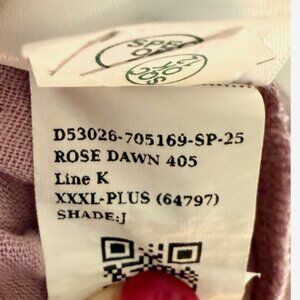 D53026-705169-SP-25
ROSE DAWN 405
Line K
XXXL-PLUS (64797)
SHADE:J